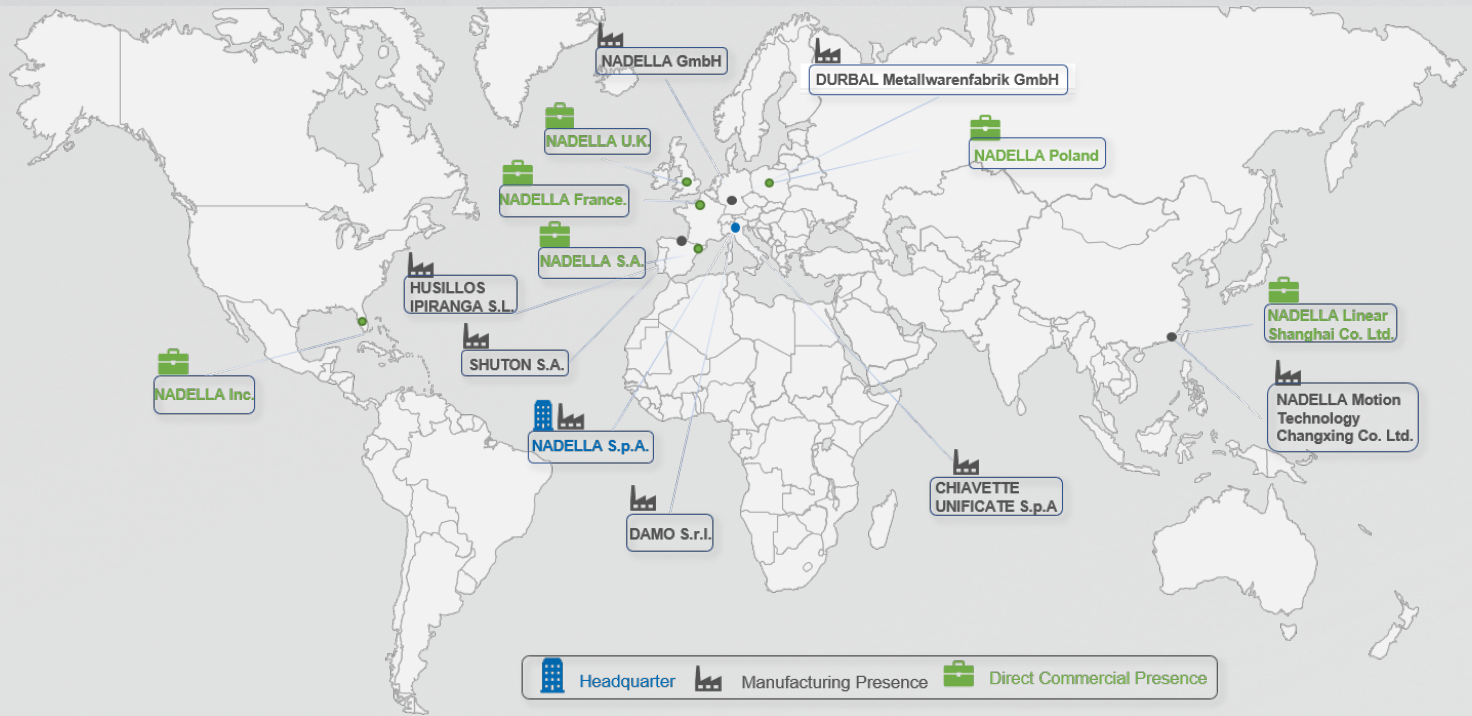 NADELLA GmbH
DURBAL Metallwarenfabrik GmbH
NADELLA U.K.
NADELLA Poland
NADELLA France.
NADELLA S.A.
HUSILLOS
IPIRANGA S.L.
NADELLA Linear
Shanghai Co. Ltd.
SHUTON S.A.
NADELLA Inc.
NADELLA Motion
Technology
Changxing Co. Ltd.
NADELLA S.p.A.
CHIAVETTE
UNIFICATE S.p.A
DAMO S.r.l.
Headquarter
Manufacturing Presence
Direct Commercial Presence